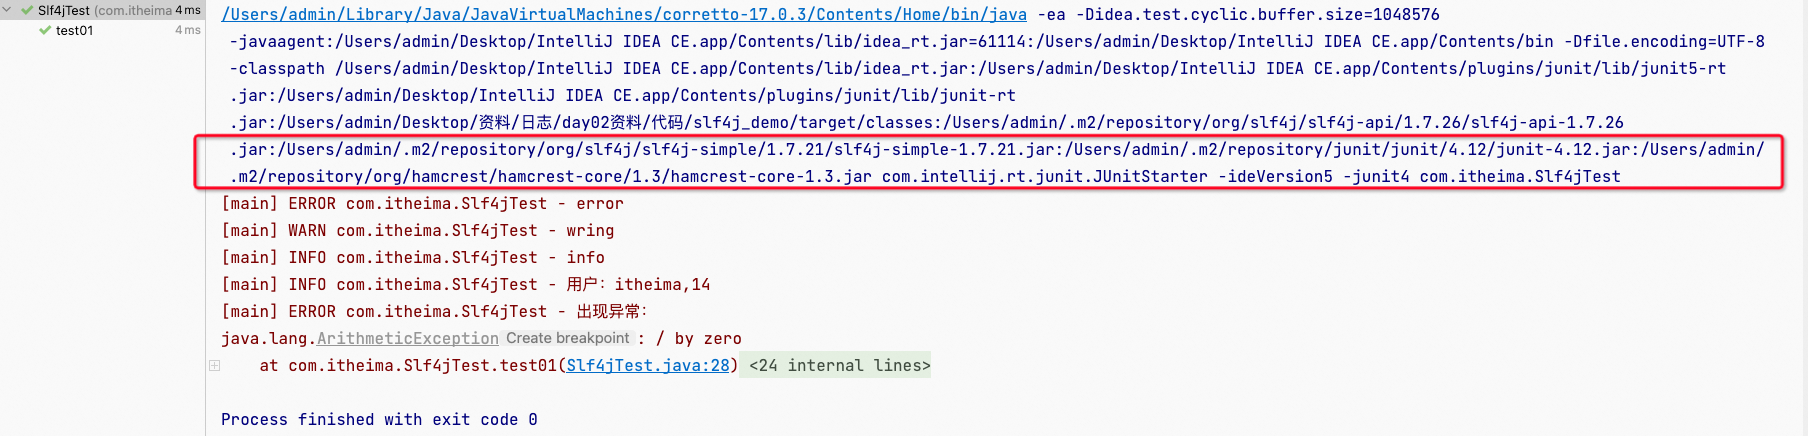 Slf4jTest (com.itheima 4 ms
test01 4 ms
/Users/admin/Library/Java/JavaVirtualMachines/corretto-17.0.3/Contents/Home/bin/java -ea -Didea.test.cyclic.buffer.size=1048576
-javaagent:/Users/admin/Desktop/IntelliJ IDEA CE.app/Contents/lib/idea_rt.jar=61114:/Users/admin/Desktop/IntelliJ IDEA CE.app/Contents/bin -Dfile.encoding=UTF-8
-classpath /Users/admin/Desktop/IntelliJ IDEA CE.app/Contents/lib/idea_rt.jar:/Users/admin/Desktop/IntelliJ IDEA CE.app/Contents/plugins/junit/lib/junit5-rt
.jar:/Users/admin/Desktop/IntelliJ IDEA CE.app/Contents/plugins/junit/lib/junit-rt
.jar:/Users/admin/Desktop/资料/日志/day02资料/代码/slf4j_demo/target/classes:/Users/admin/.m2/repository/org/slf4j/slf4j-api/1.7.26/slf4j-api-1.7.26
.jar:/Users/admin/.m2/repository/org/slf4j/slf4j-simple/1.7.21/slf4j-simple-1.7.21.jar:/Users/admin/.m2/repository/junit/junit/4.12/junit-4.12.jar:/Users/admin/
.m2/repository/org/hamcrest/hamcrest-core/1.3/hamcrest-core-1.3.jar com.intellij.rt.junit.JUnitStarter -ideVersion5 -junit4 com.itheima.Slf4jTest
[main] ERROR com.itheima.Slf4jTest - error
[main] WARN com.itheima.Slf4jTest - wring
[main] INFO com.itheima.Slf4jTest - info
[main] INFO com.itheima.Slf4jTest - 用户：itheima,14
[main] ERROR com.itheima.Slf4jTest - 出现异常：
java.lang.ArithmeticException Create breakpoint : / by zero
at com.itheima.Slf4jTest.test01(Slf4jTest.java:28) <24 internal lines>
Process finished with exit code 0